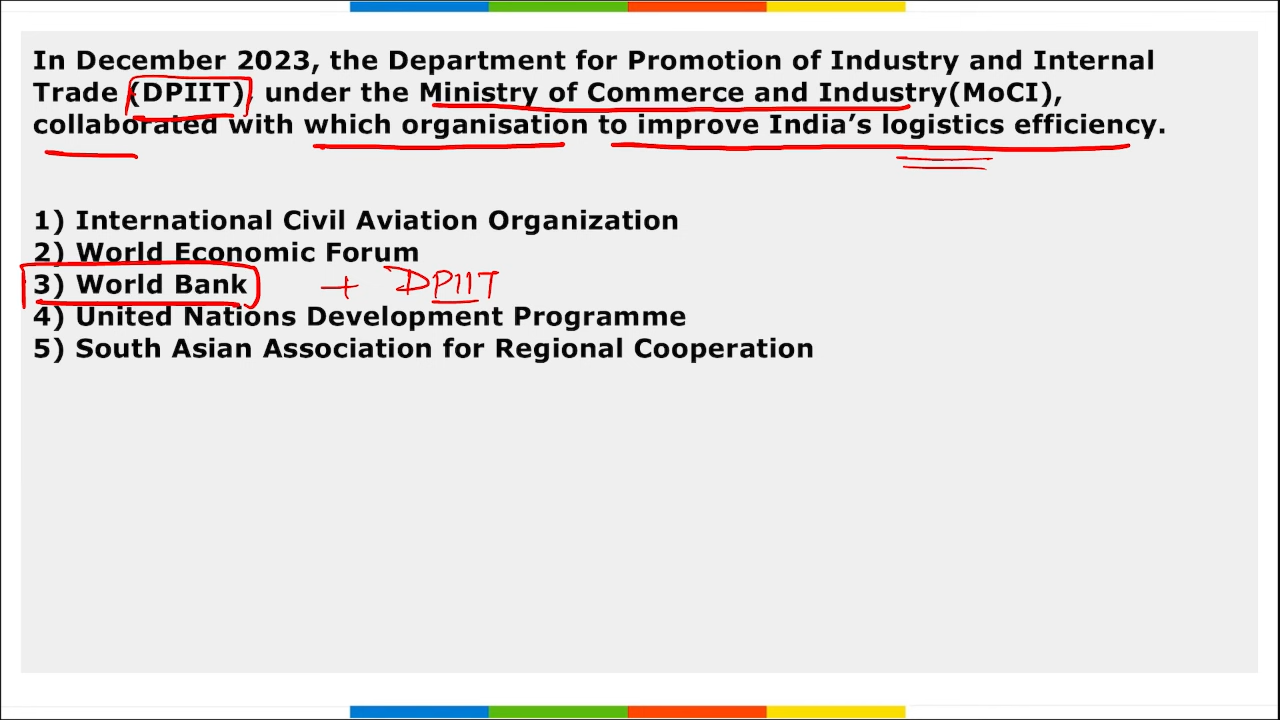 In December 2023, the Department for Promotion of Industry and Internal
Trade (DPIIT), under the Ministry of Commerce and Industry(MoCI),
collaborated with which organisation to improve India’s logistics efficiency.
1) International Civil Aviation Organization
2) World Economic Forum
3) World Bank + DPIIT
4) United Nations Development Programme
5) South Asian Association for Regional Cooperation